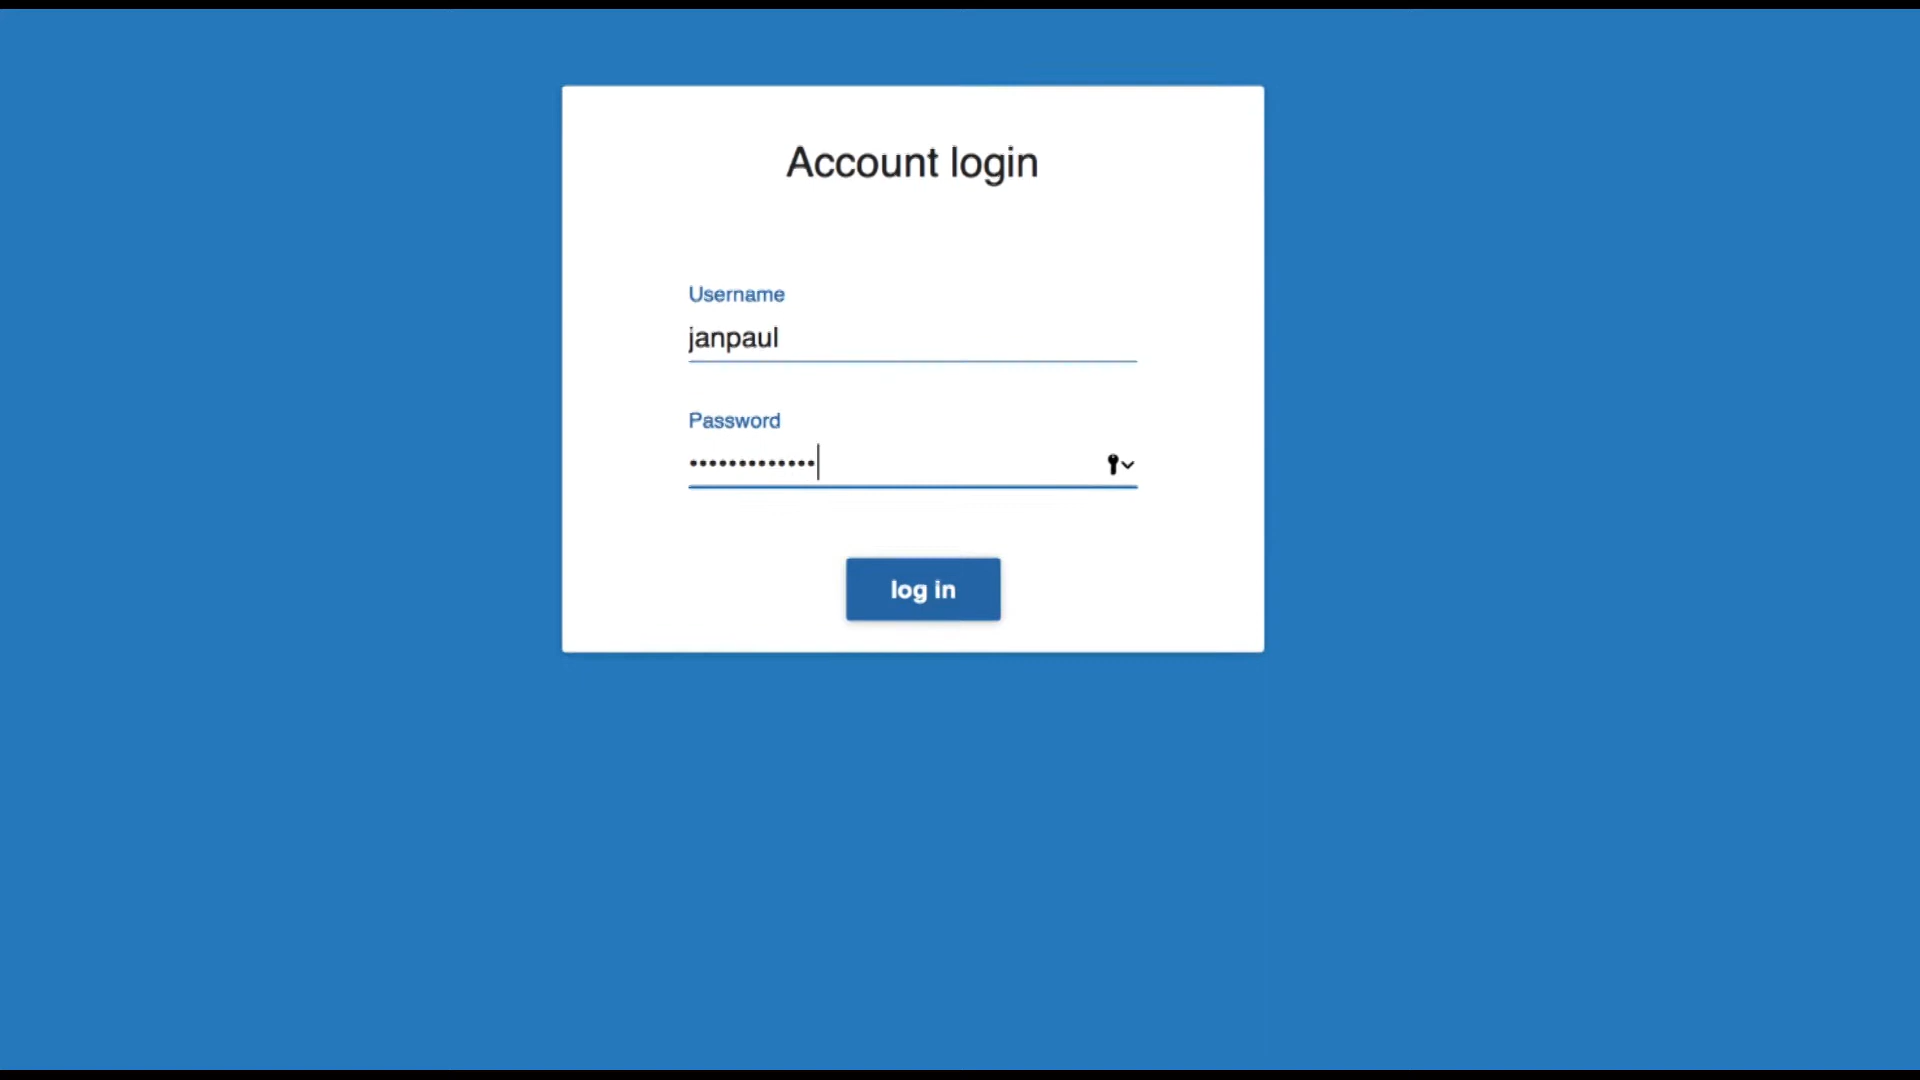 Account login
Username
janpaul
Password
•••••••••••••
log in